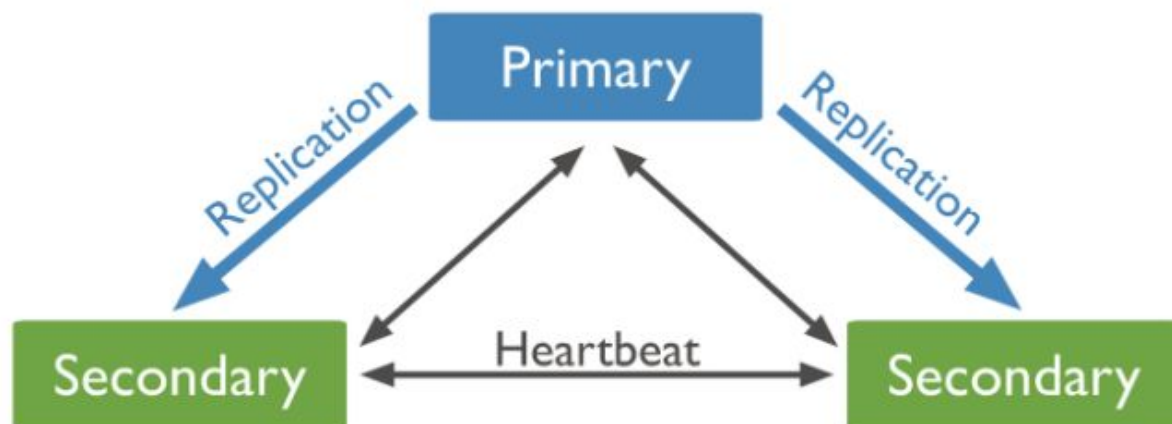 Primary
Replication
Replication
Heartbeat
Secondary
Secondary